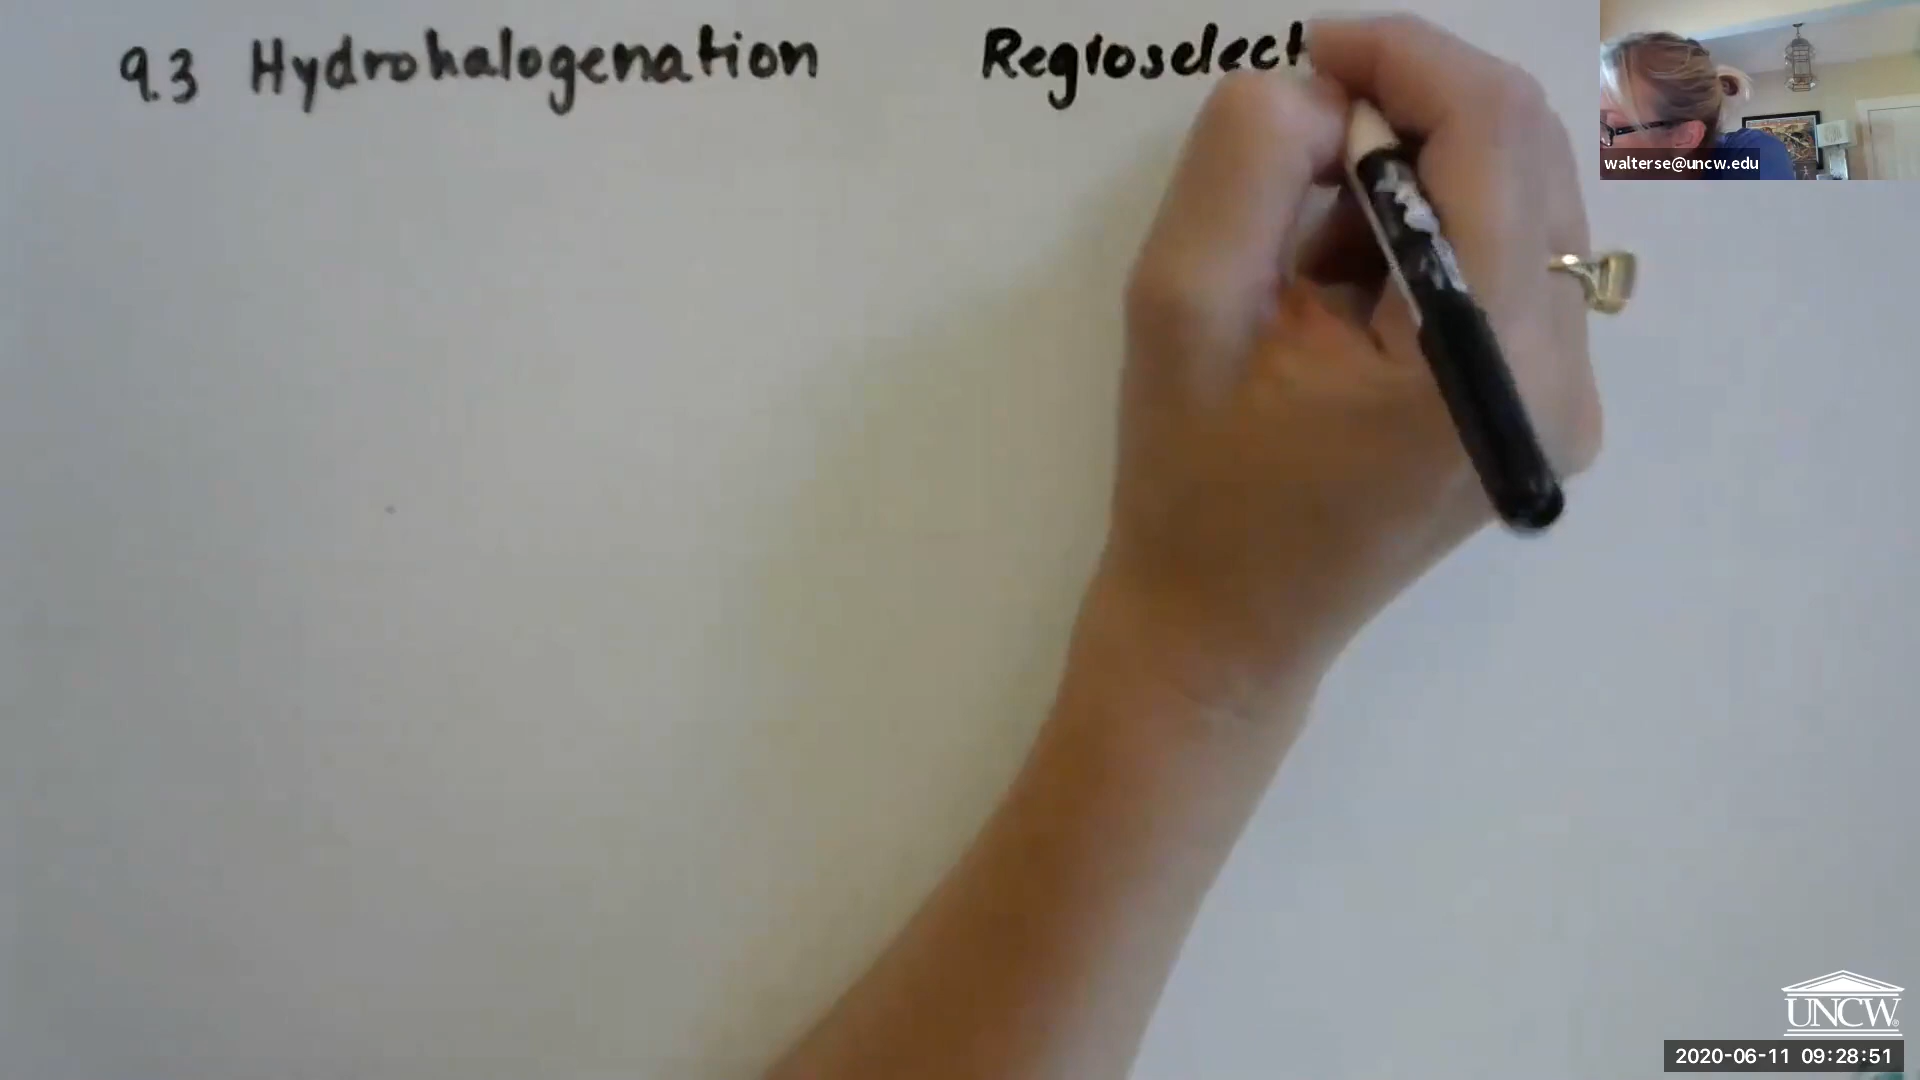 9.3 Hydrohalogenation Regioselect
walterse@uncw.edu
UNCW
2020-06-11 09:28:51